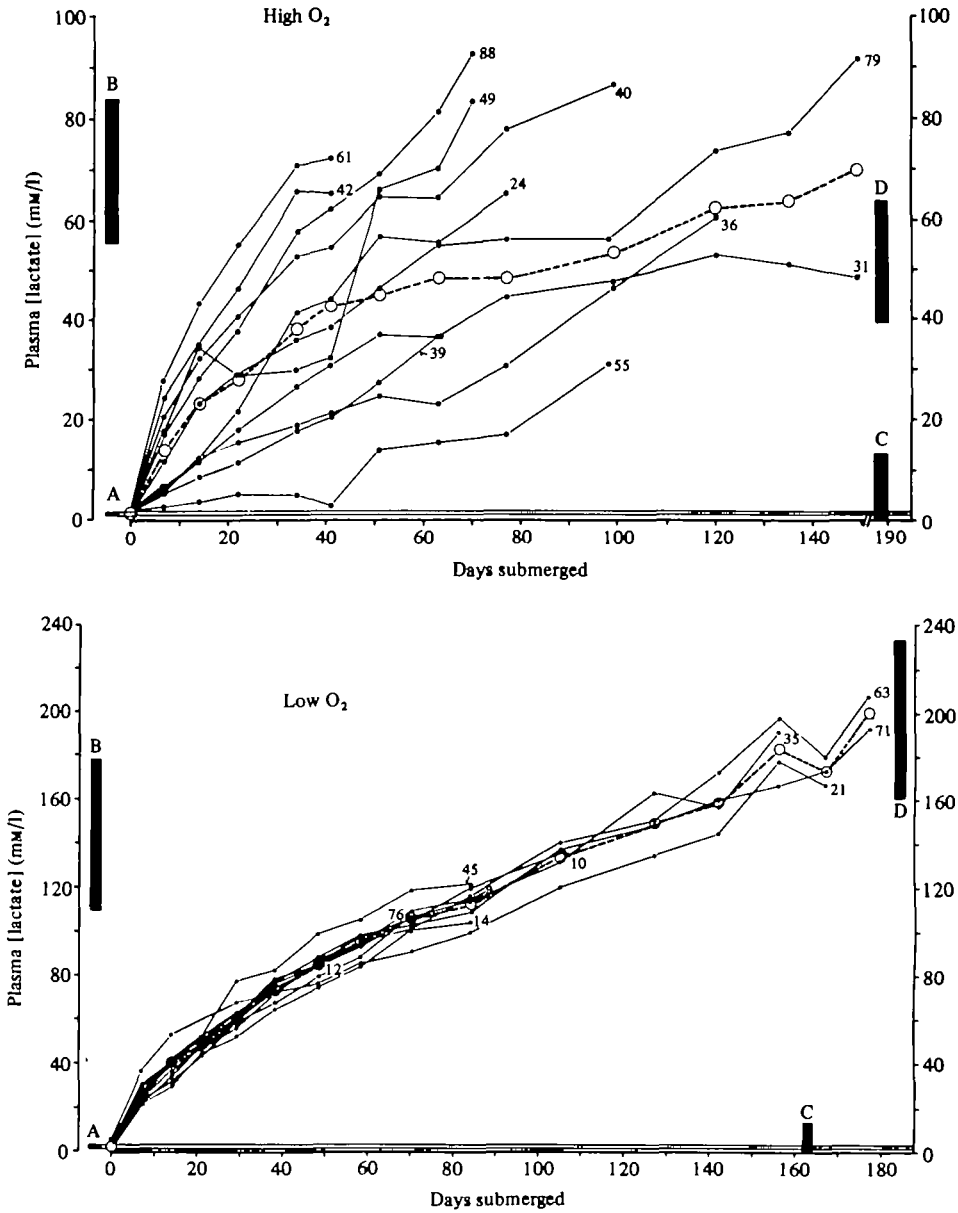 High O₂
100
80
60
40
20
0
Plasma [lactate] (mM/l)
B
A
100
80
60
40
20
0
D
C
88
49
61
42
40
24
79
36
31
39
55
0 20 40 60 80 100 120 140 190
Days submerged
Low O₂
240
200
160
120
80
40
0
Plasma [lactate] (mM/l)
B
A
240
200
160
120
80
40
0
D
C
63
71
35
21
45
10
76
14
12
0 20 40 60 80 100 120 140 160 180
Days submerged